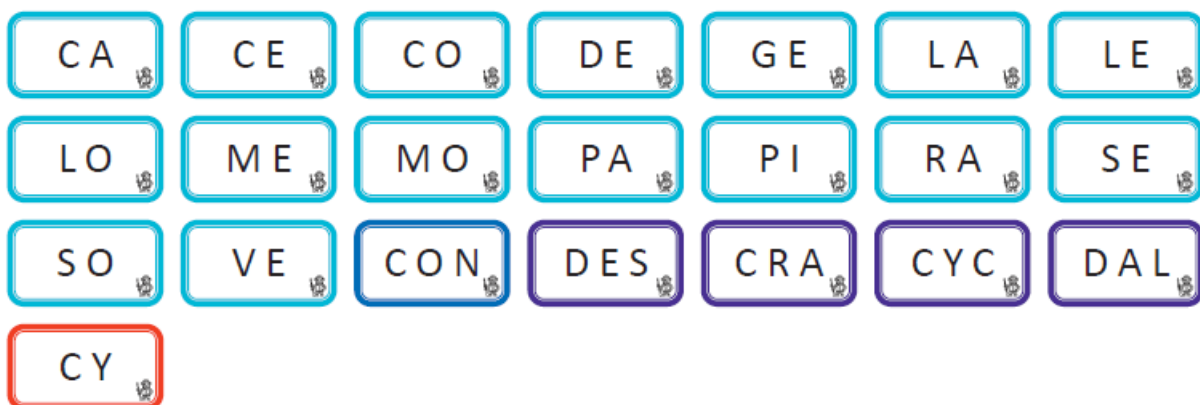 CA CE CO DE GE LA LE
LO ME MO PA PI RA SE
SO VE CON DES CRA CYC DAL
CY